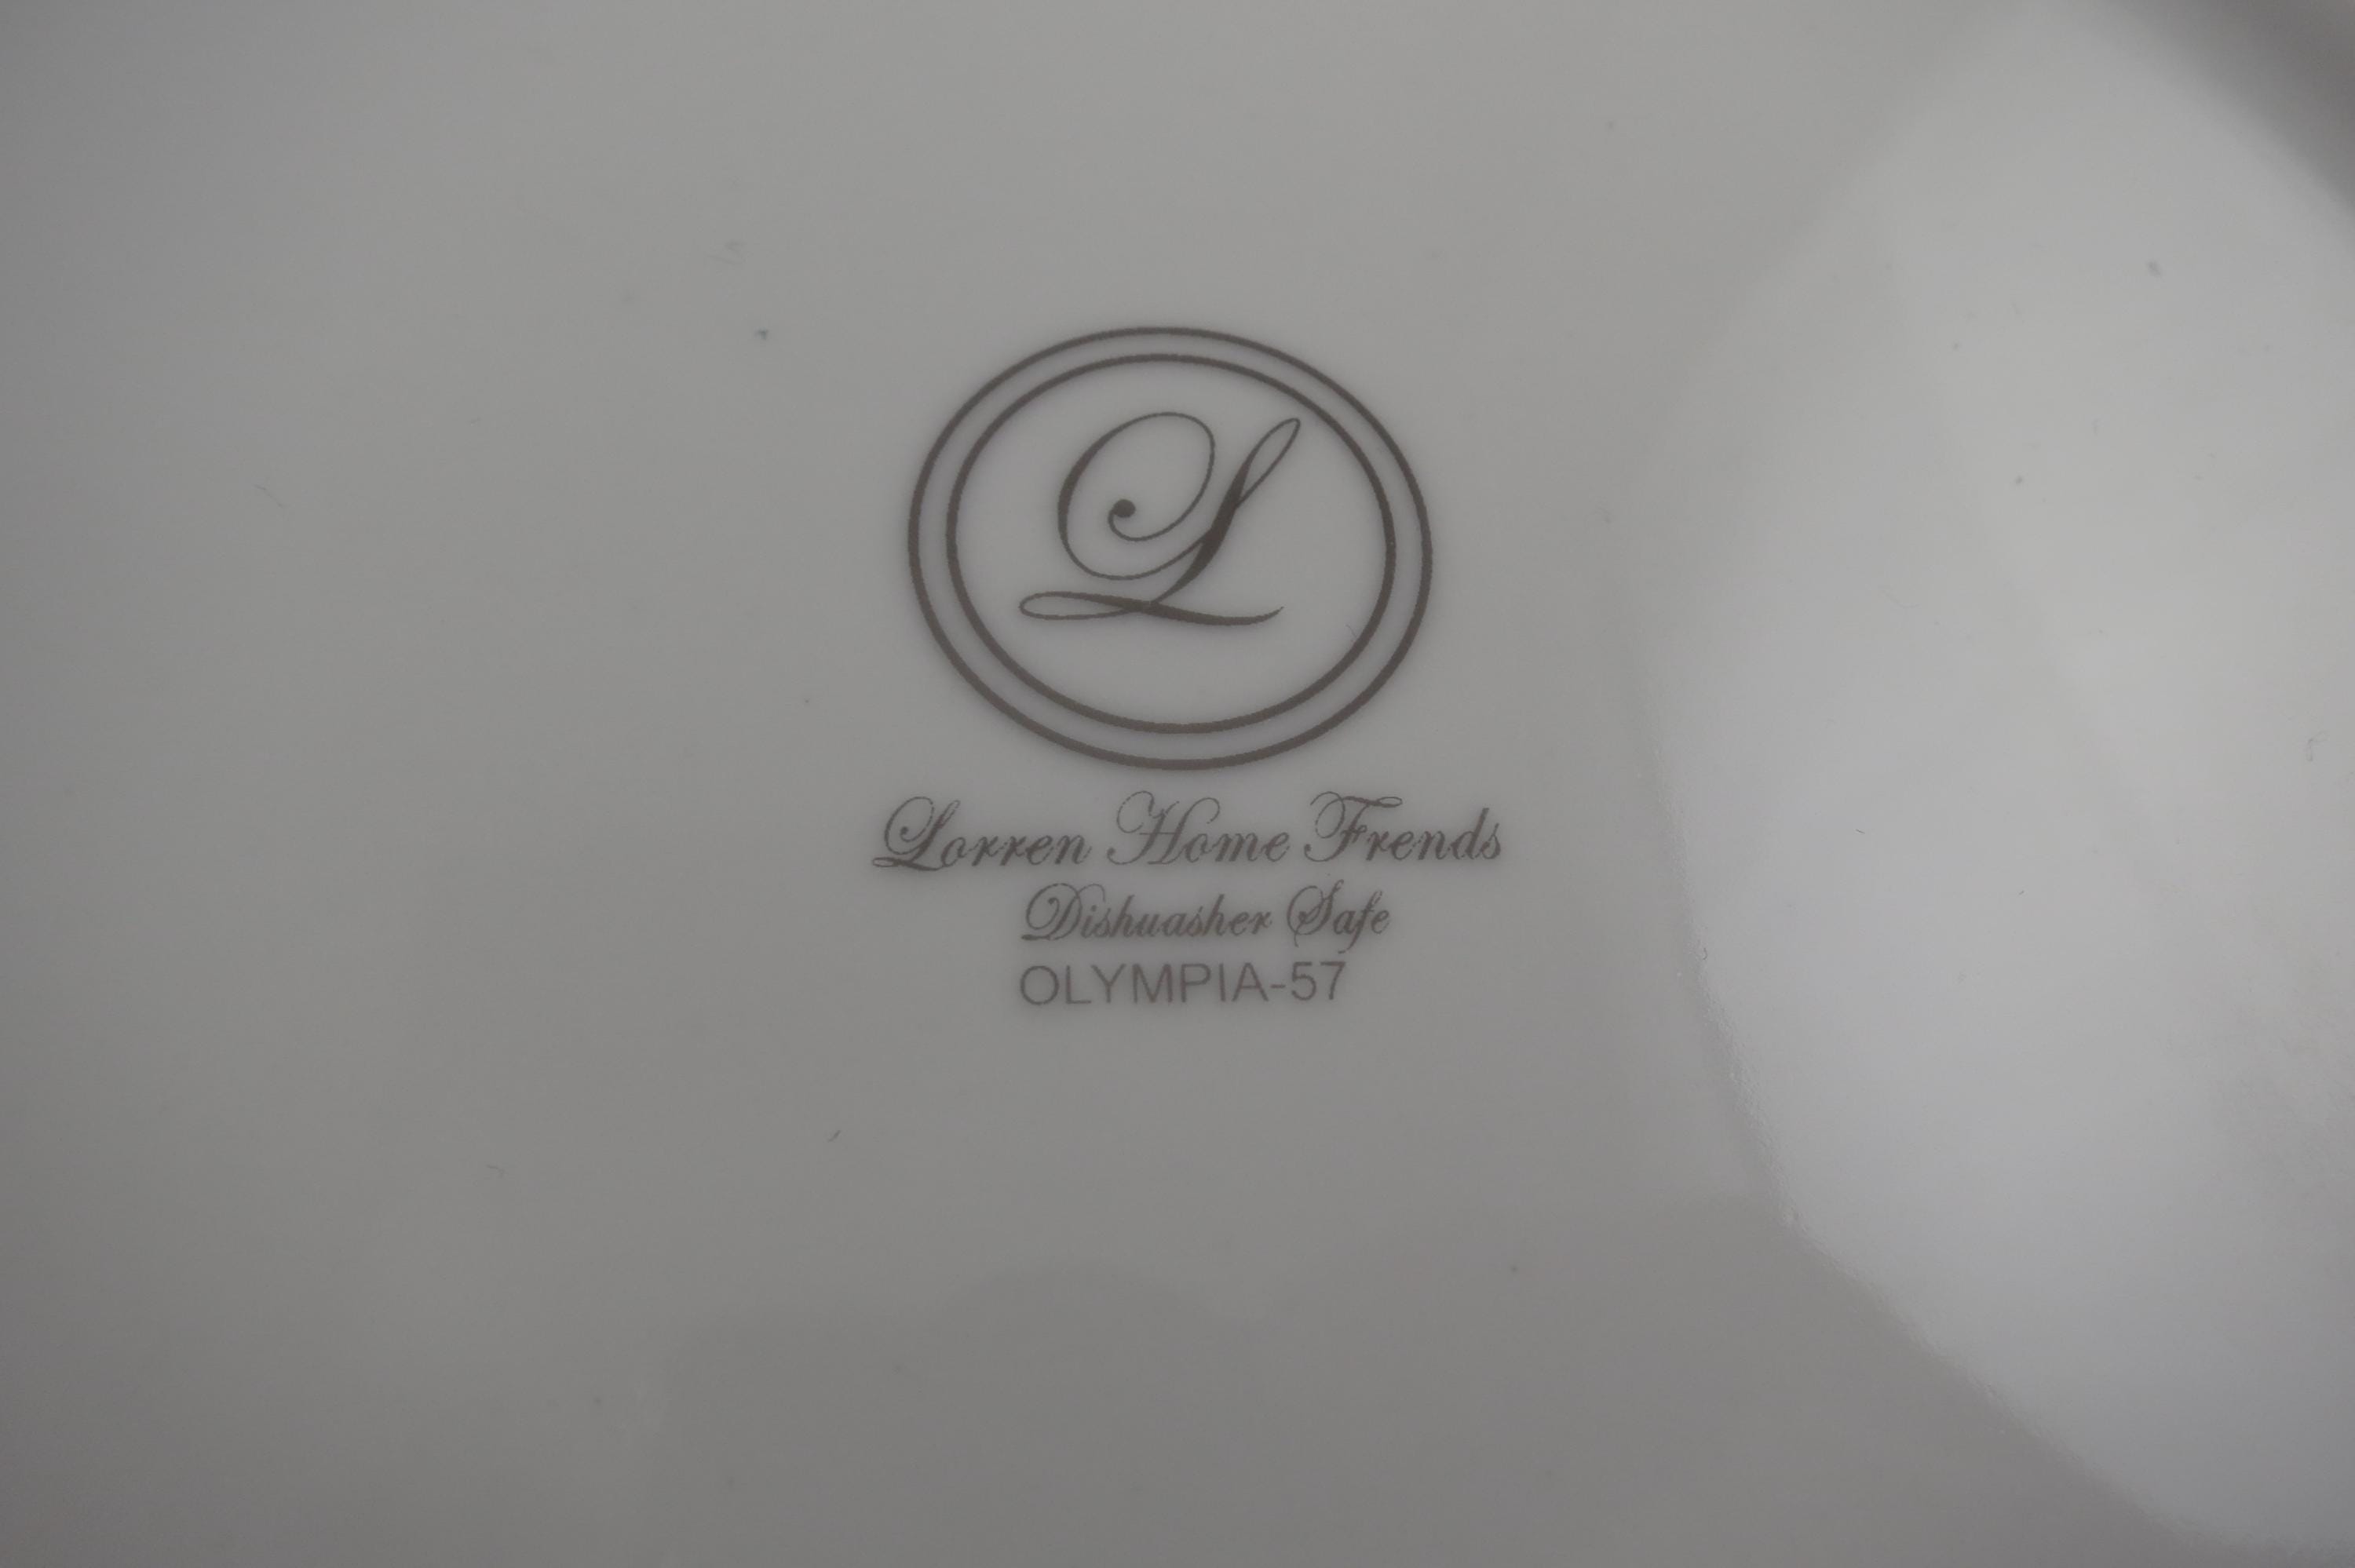 L
Lorren Home Frends
Dishuasher Safe
OLYMPIA-57